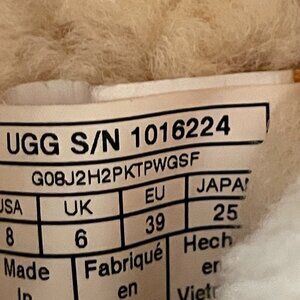 UGG S/N 1016224
G08J2H2PKTPWGSF
USA UK EU JAPAN
8 6 39 25
Made Fabriqué Hech
In en en